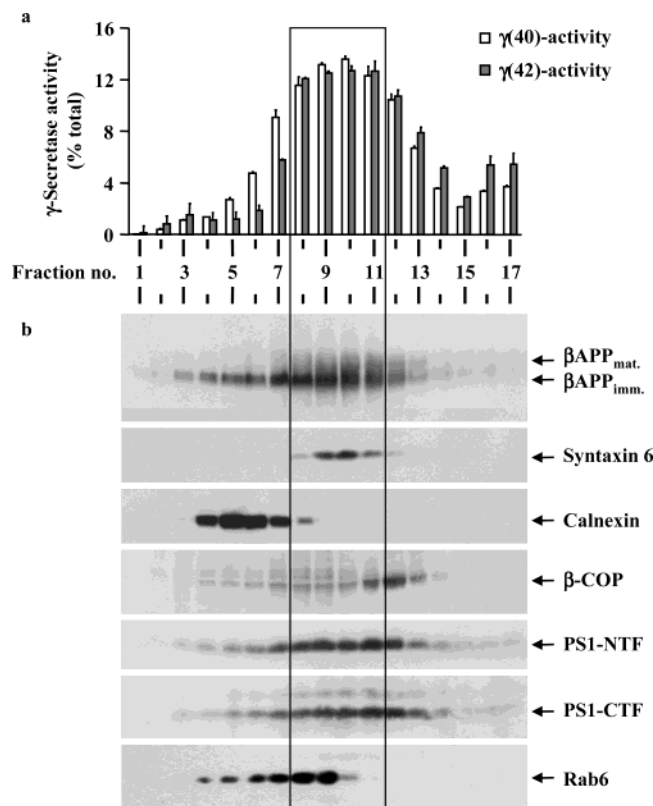 a
γ(40)-activity
γ(42)-activity
γ-Secretase activity
(% total)
16
12
8
4
0
Fraction no. 1 3 5 7 9 11 13 15 17
b
βAPPmat.
βAPPimm.
Syntaxin 6
Calnexin
β-COP
PS1-NTF
PS1-CTF
Rab6